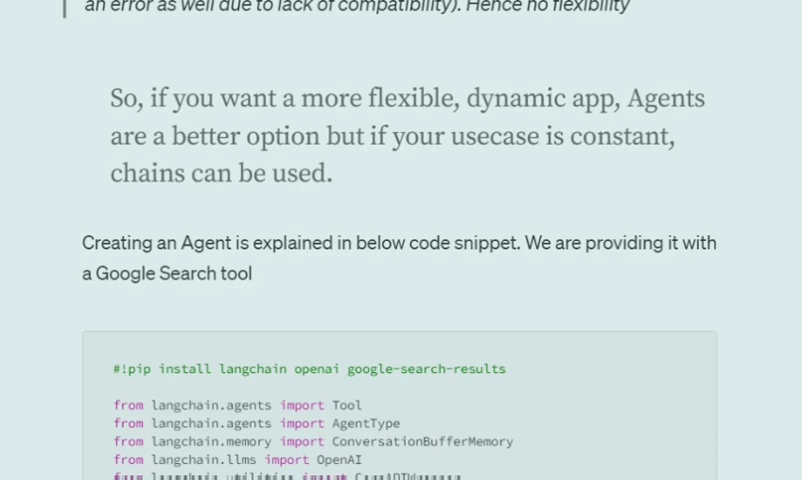 an error as well due to lack of compatibility). Hence no flexibility
So, if you want a more flexible, dynamic app, Agents
are a better option but if your usecase is constant,
chains can be used.
Creating an Agent is explained in below code snippet. We are providing it with
a Google Search tool
#!pip install langchain openai google-search-results
from langchain.agents import Tool
from langchain.agents import AgentType
from langchain.memory import ConversationBufferMemory
from langchain.llms import OpenAI
from langchain
import